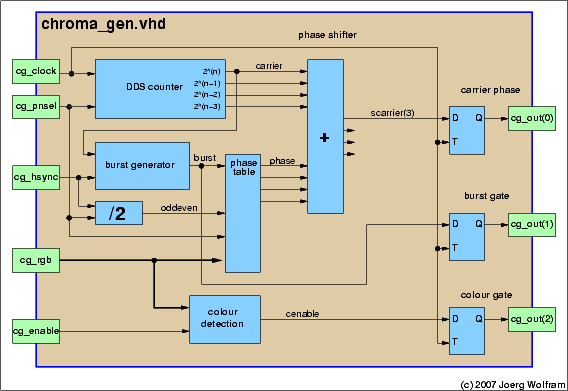 chroma_gen.vhd
phase shifter
cg_clock
DDS counter
2^(n)
2^(n-1)
2^(n-2)
2^(n-3)
carrier
carrier phase
cg_pnsel
scarrier(3)
D Q
T
cg_out(0)
+
burst generator
burst
phase
table
phase
cg_hsync
/2
oddeven
burst gate
D Q
T
cg_out(1)
cg_rgb
colour
detection
cenable
colour gate
D Q
T
cg_out(2)
cg_enable
(c) 2007 Joerg Wolfram